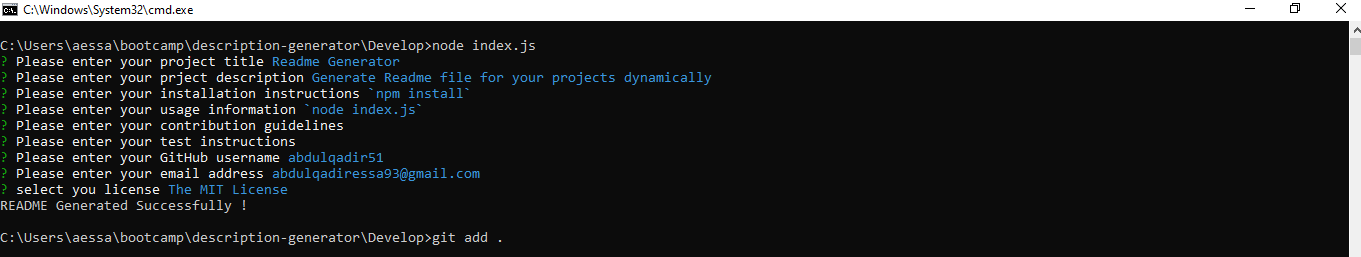 C:\Windows\System32\cmd.exe
C:\Users\aessa\bootcamp\description-generator\Develop>node index.js
? Please enter your project title Readme Generator
? Please enter your prject description Generate Readme file for your projects dynamically
? Please enter your installation instructions `npm install`
? Please enter your usage information `node index.js`
? Please enter your contribution guidelines
? Please enter your test instructions
? Please enter your GitHub username abdulqadir51
? Please enter your email address abdulqadiressa93@gmail.com
? select you license The MIT License
README Generated Successfully !
C:\Users\aessa\bootcamp\description-generator\Develop>git add .